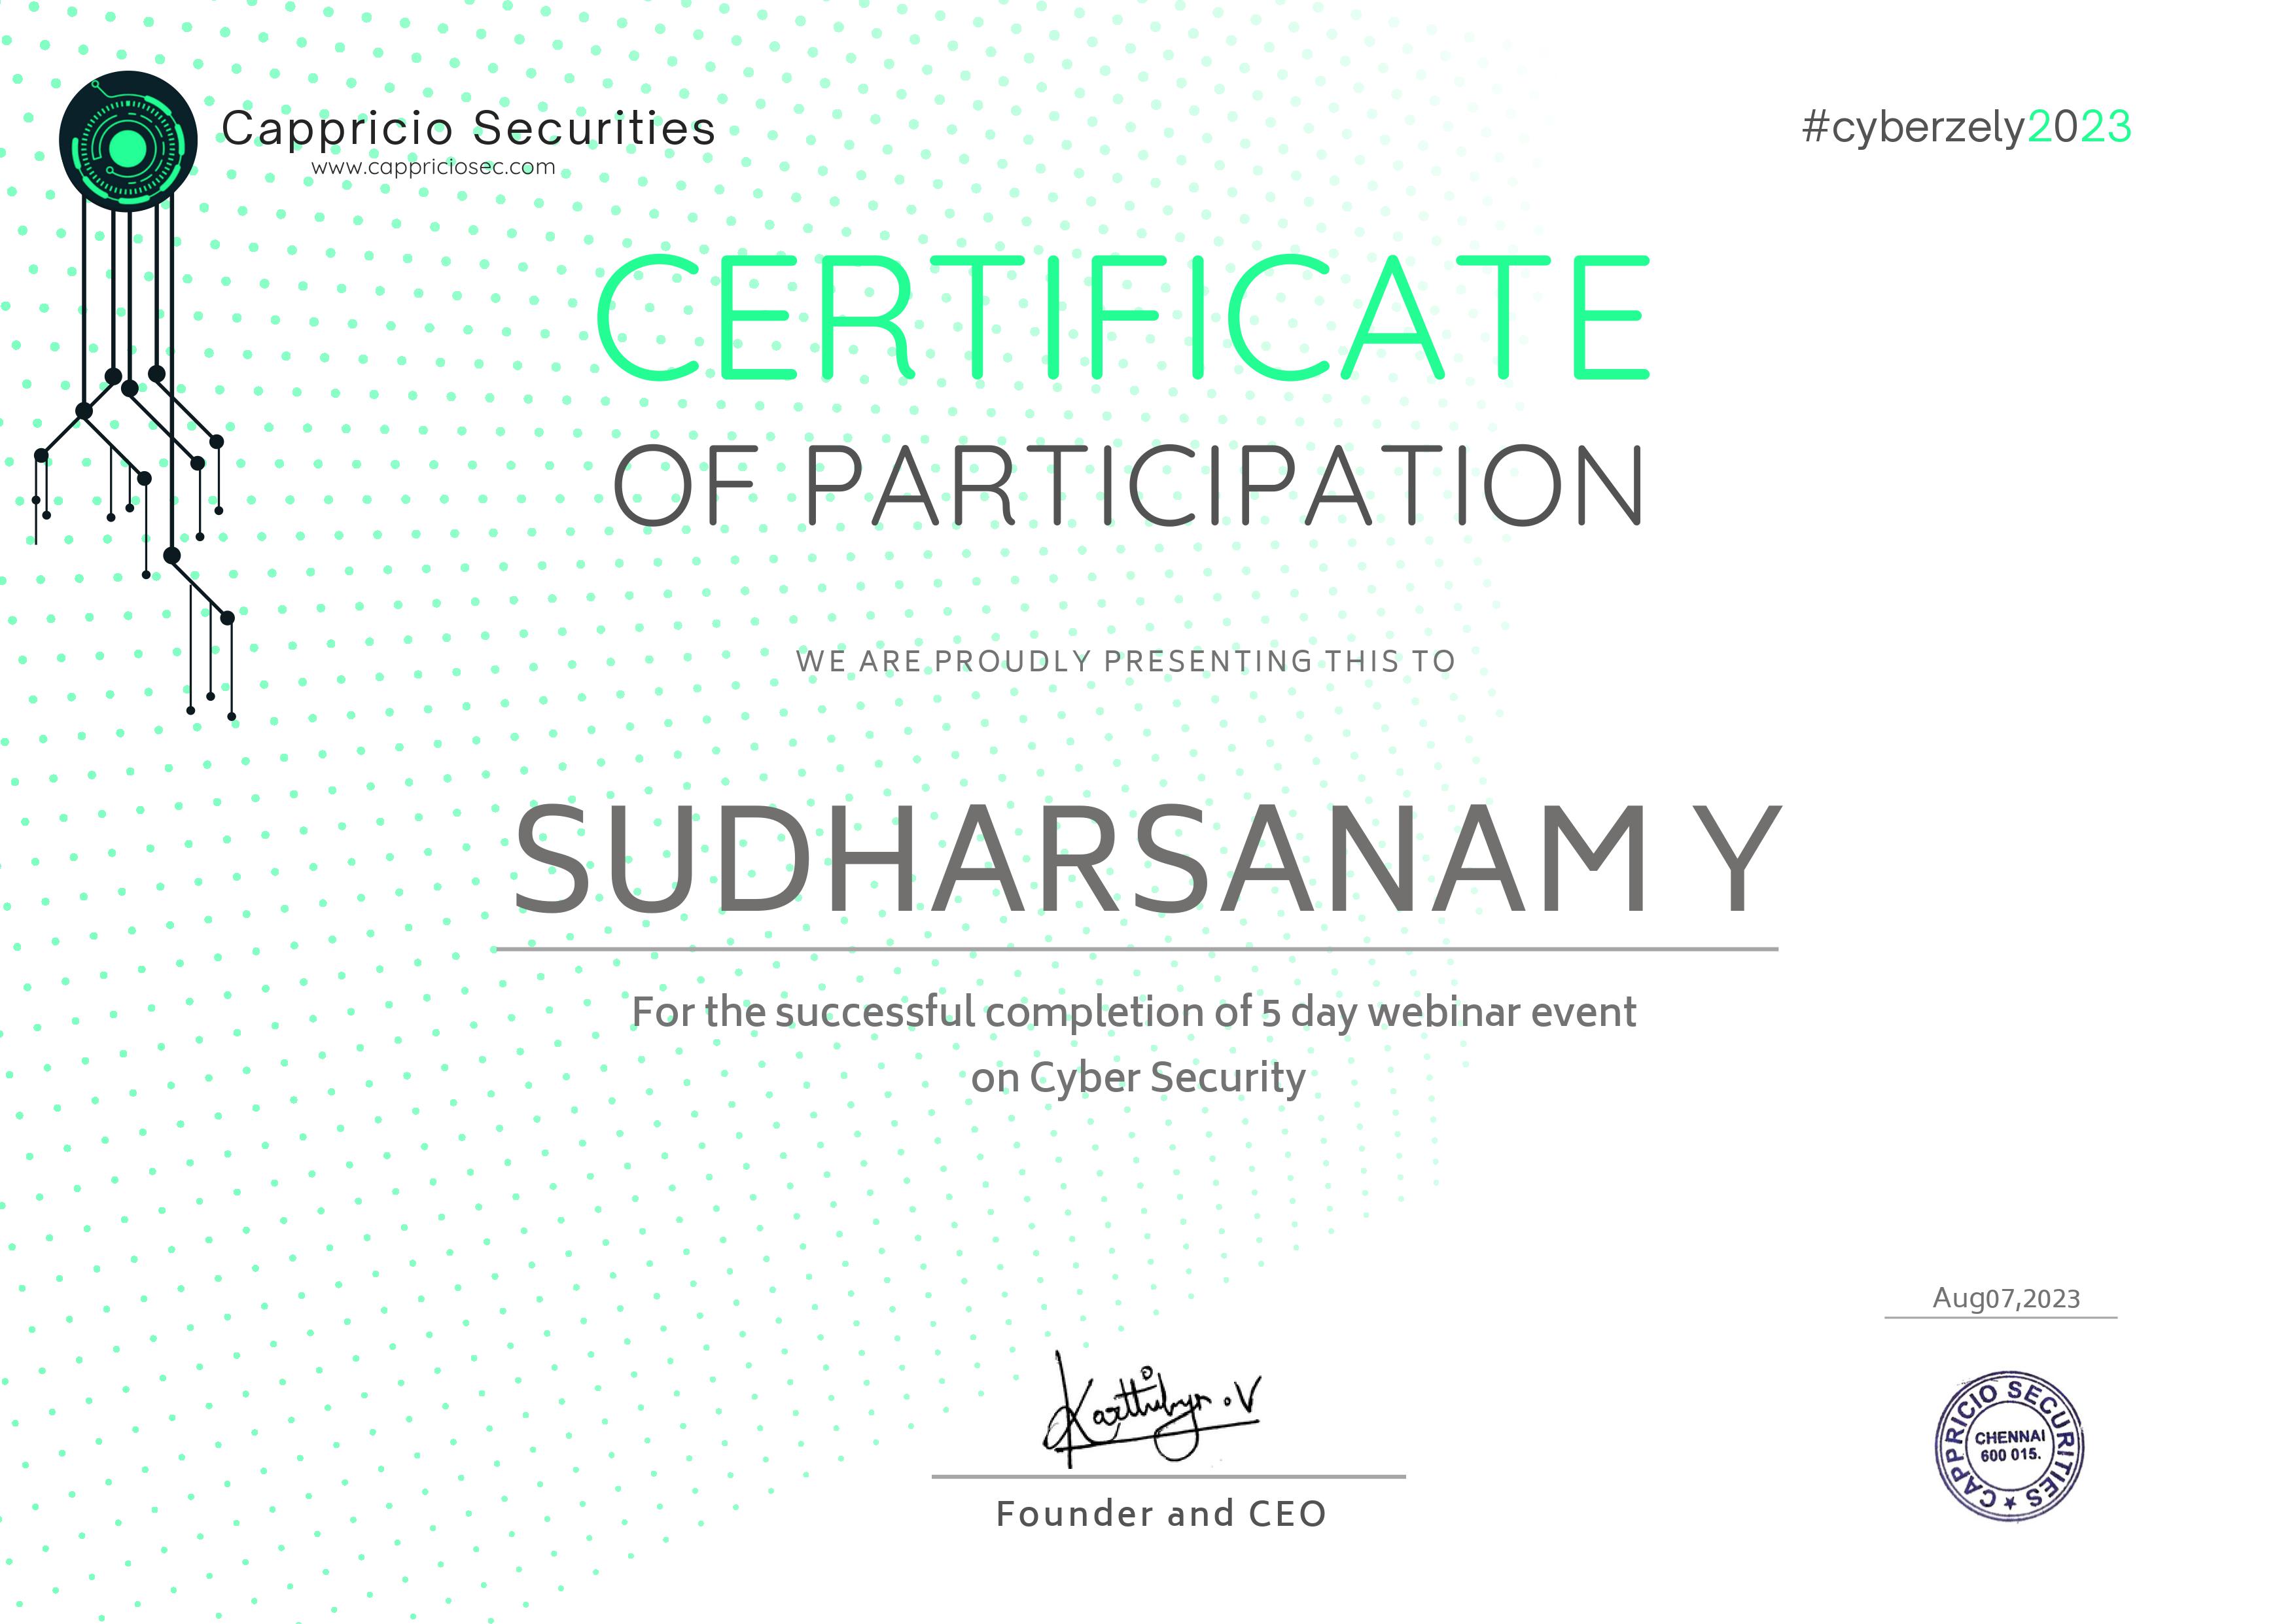 Cappricio Securities
www.cappriciosec.com
#cyberzely2023
CERTIFICATE
OF PARTICIPATION
WE ARE PROUDLY PRESENTING THIS TO
SUDHARSANAM Y
For the successful completion of 5 day webinar event
on Cyber Security
Aug07,2023
Founder and CEO
CAPPRICIO SECURITIES ★
CHENNAI
600 015.